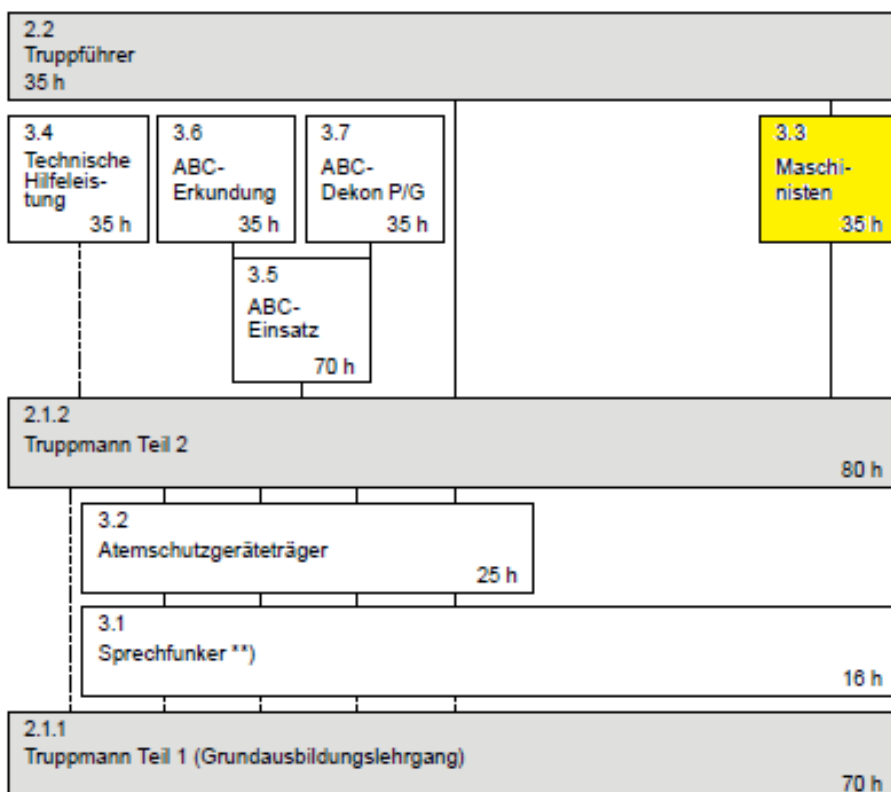 2.2
Truppführer
35 h
3.4
Technische
Hilfeleis-
tung
35 h
3.6
ABC-
Erkundung
35 h
3.7
ABC-
Dekon P/G
35 h
3.3
Maschi-
nisten
35 h
3.5
ABC-
Einsatz
70 h
2.1.2
Truppmann Teil 2
80 h
3.2
Atemschutzgeräteträger
25 h
3.1
Sprechfunker **)
16 h
2.1.1
Truppmann Teil 1 (Grundausbildungslehrgang)
70 h